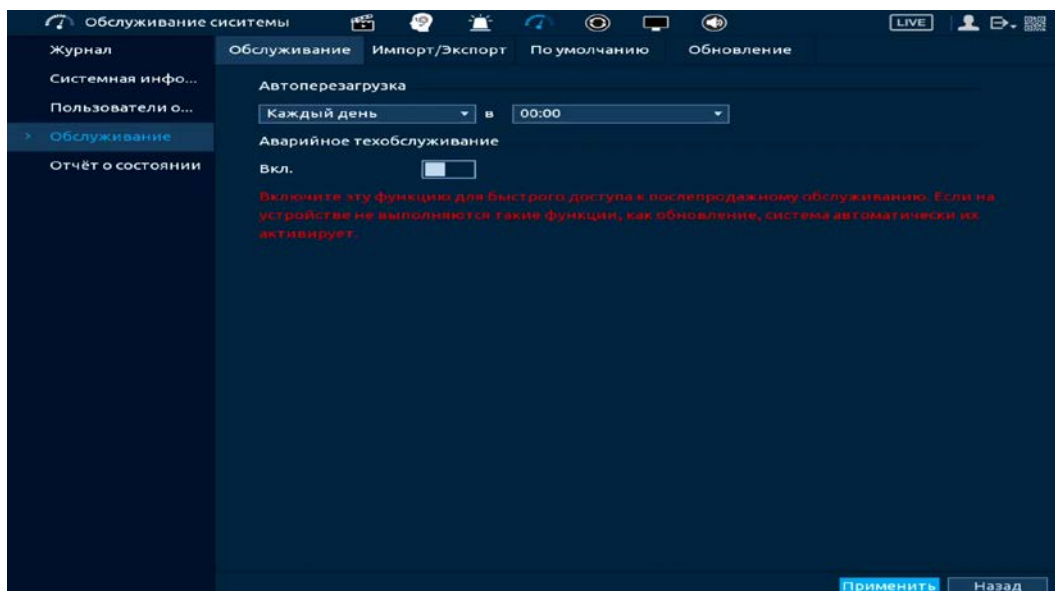 Обслуживание сиситемы LIVE
Журнал
Системная инфо...
Пользователи о...
Обслуживание
Отчёт о состоянии
Обслуживание Импорт/Экспорт По умолчанию Обновление
Автоперезагрузка
Каждый день в 00:00
Аварийное техобслуживание
Вкл.
Включите эту функцию для быстрого доступа к послепродажному обслуживанию. Если на
устройстве не выполняются такие функции, как обновление, система автоматически их
активирует.
Применить Назад